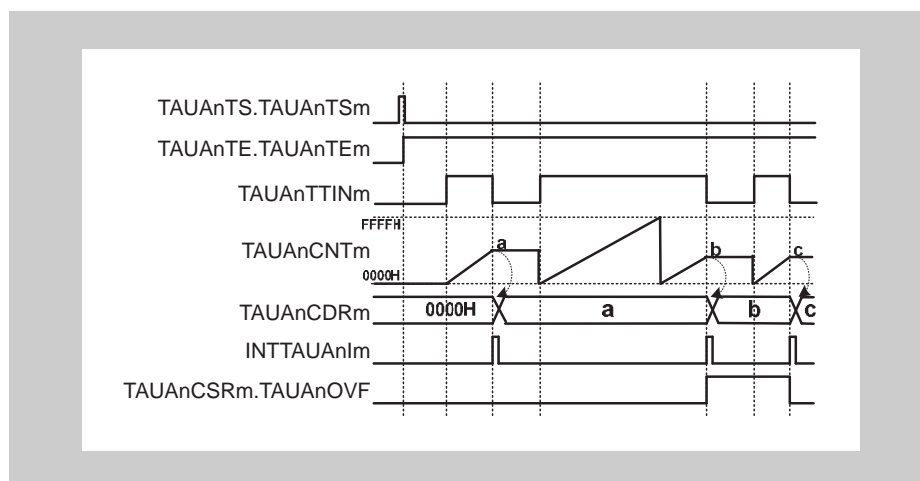 TAUAnTS.TAUAnTSm
TAUAnTE.TAUAnTEm
TAUAnTTINm
FFFFH
TAUAnCNTm
a
b
c
0000H
TAUAnCDRm
0000H
a
b
c
INTTAUAnIm
TAUAnCSRm.TAUAnOVF